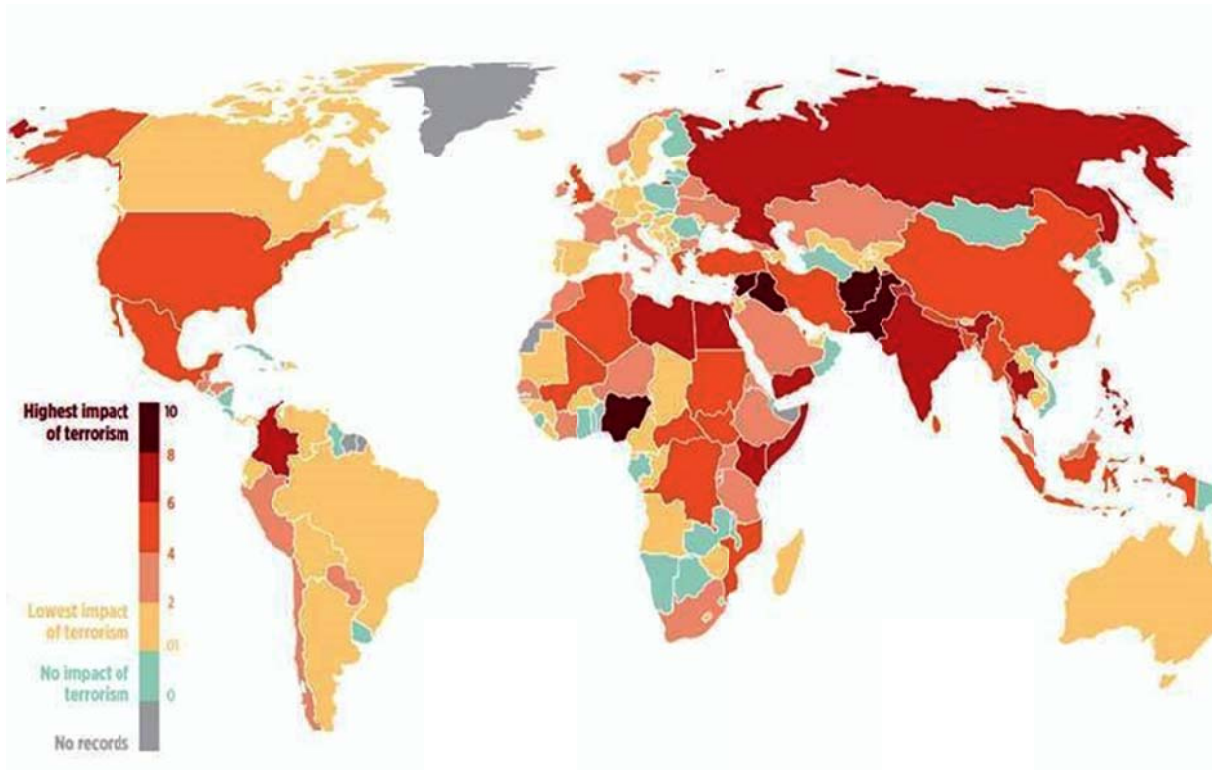 Highest impact
of terrorism
10
8
6
4
2
Lowest impact
of terrorism
.01
No impact of
terrorism
0
No records